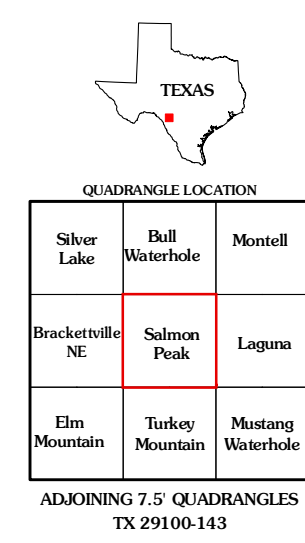 TEXAS
QUADRANGLE LOCATION
Silver
Lake
Bull
Waterhole
Montell
Brackettville
NE
Salmon
Peak
Laguna
Elm
Mountain
Turkey
Mountain
Mustang
Waterhole
ADJOINING 7.5' QUADRANGLES
TX 29100-143